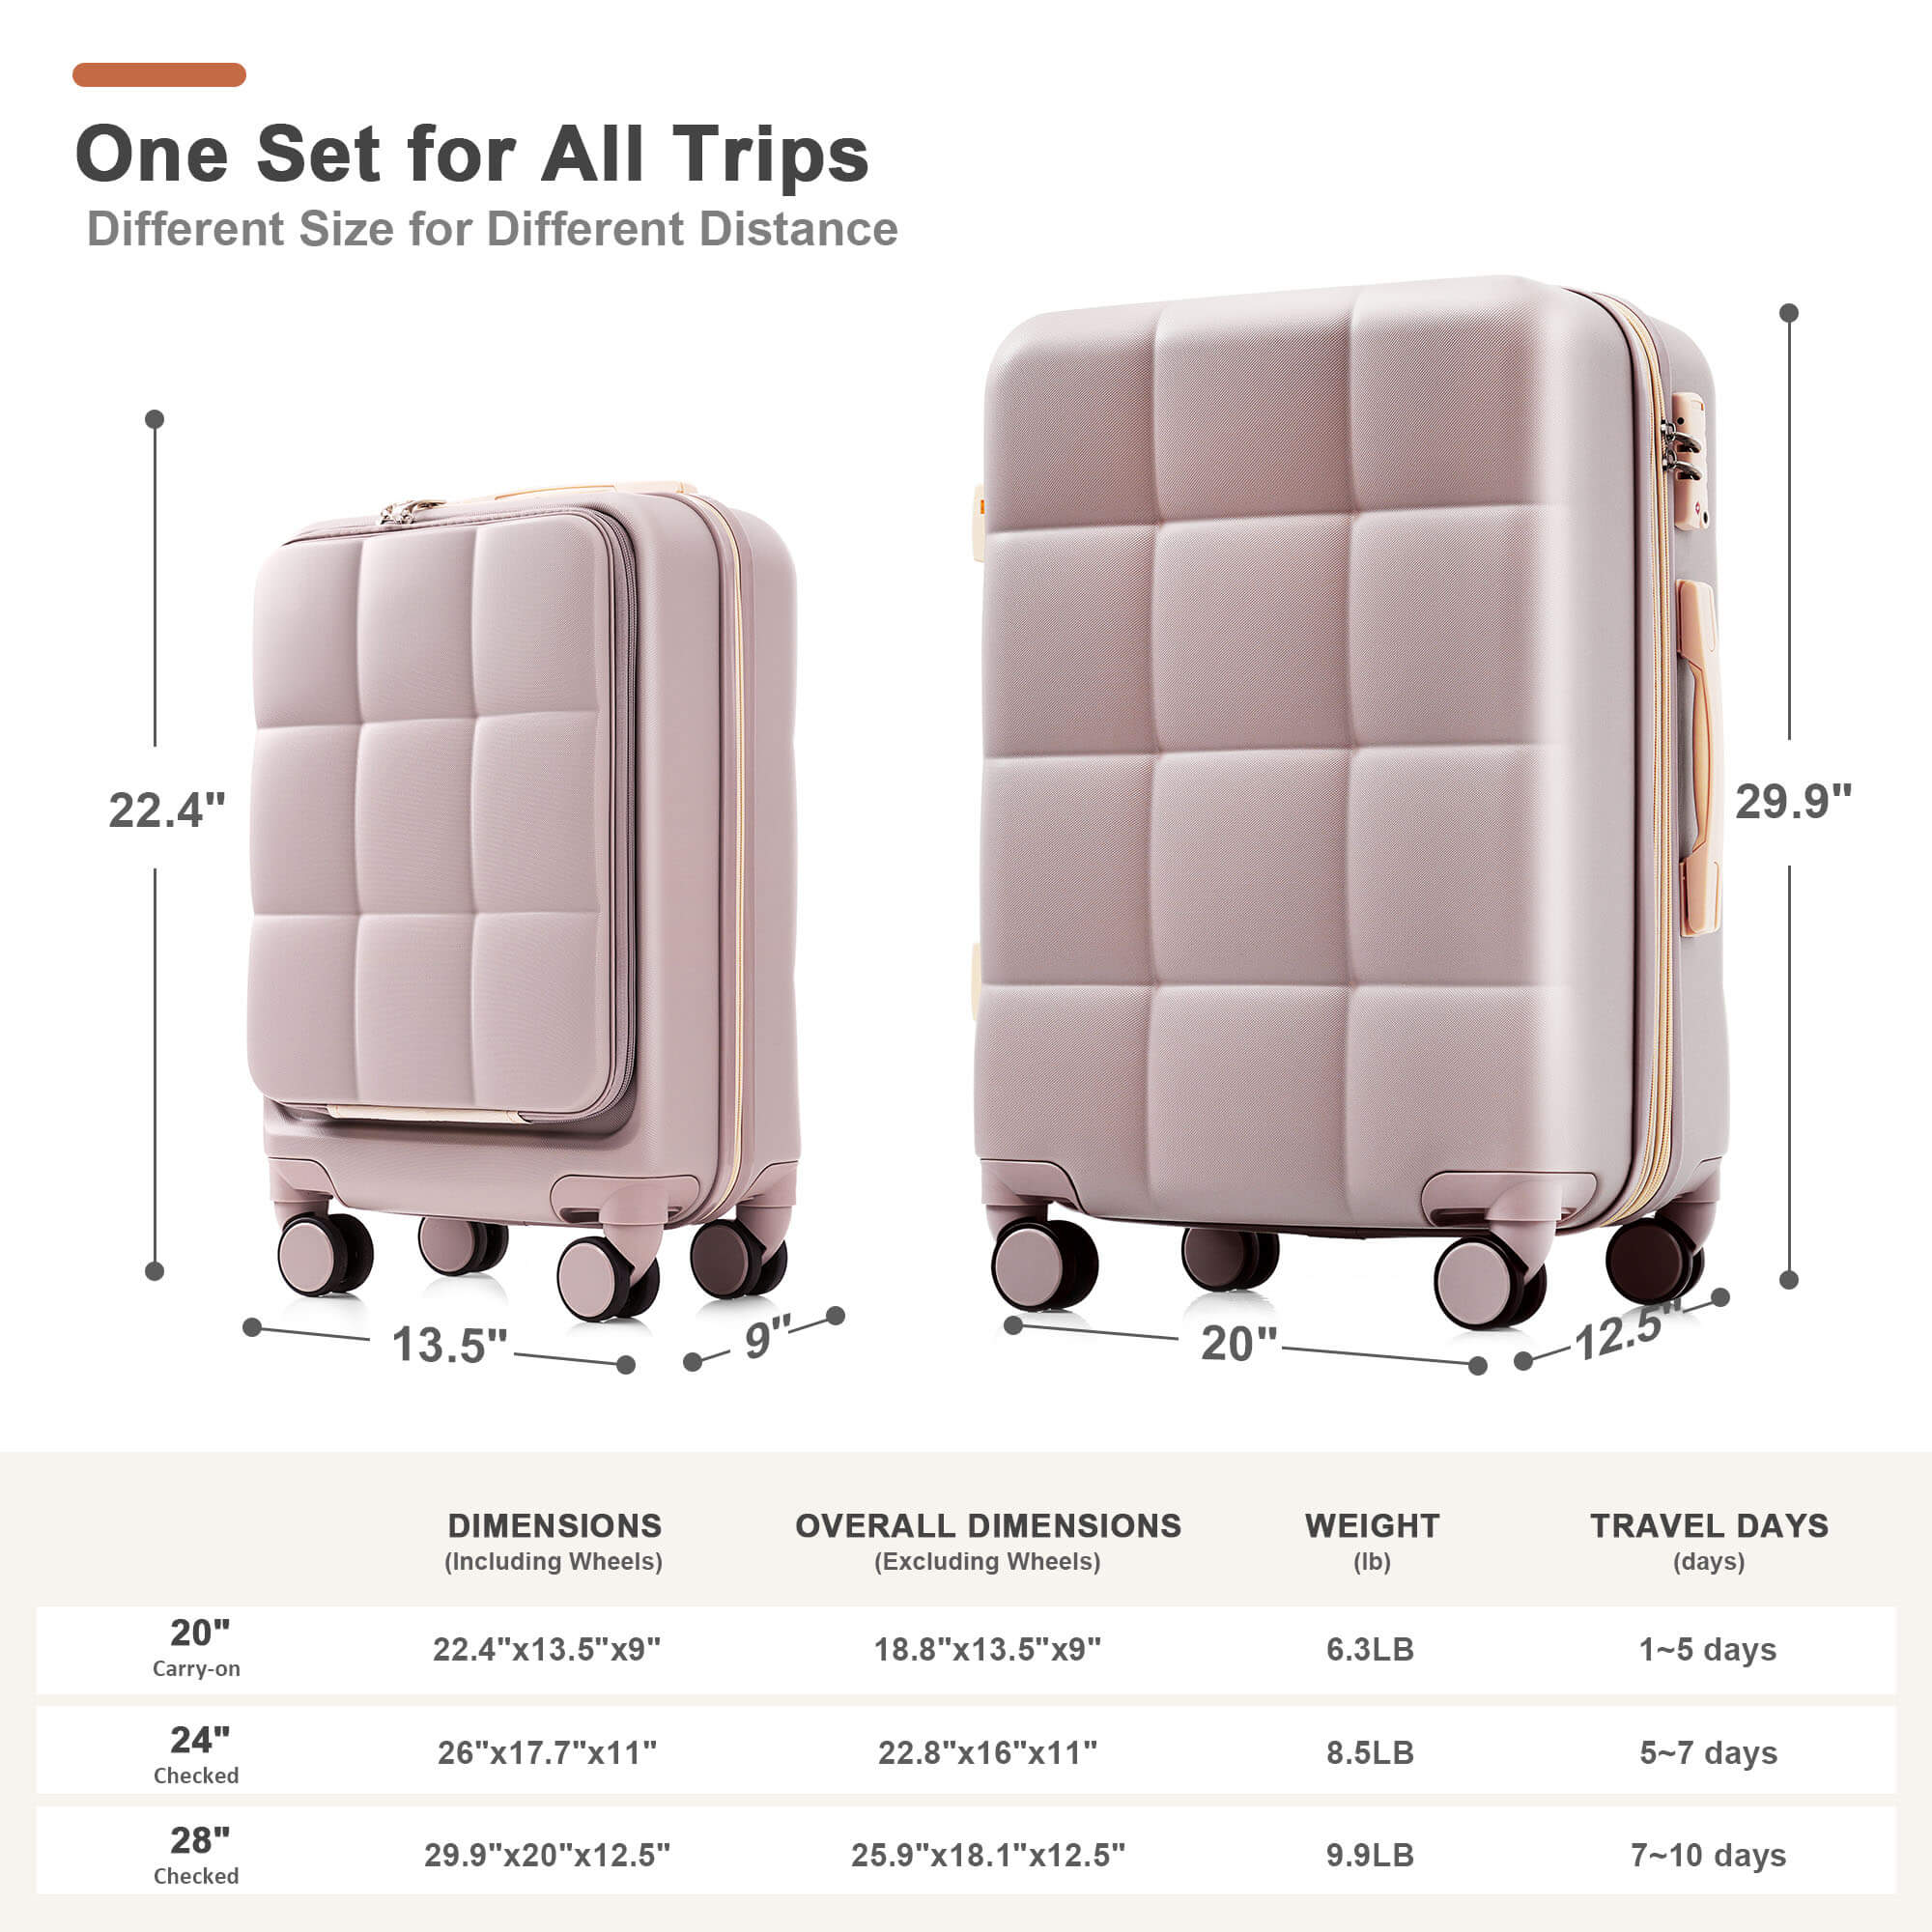 One Set for All Trips
Different Size for Different Distance
22.4"
29.9"
13.5"
9"
20"
12.5"
DIMENSIONS OVERALL DIMENSIONS WEIGHT TRAVEL DAYS
(Including Wheels) (Excluding Wheels) (lb) (days)
20"
Carry-on
22.4"x13.5"x9" 18.8"x13.5"x9" 6.3LB 1~5 days
24"
Checked
26"x17.7"x11" 22.8"x16"x11" 8.5LB 5~7 days
28"
Checked
29.9"x20"x12.5" 25.9"x18.1"x12.5" 9.9LB 7~10 days